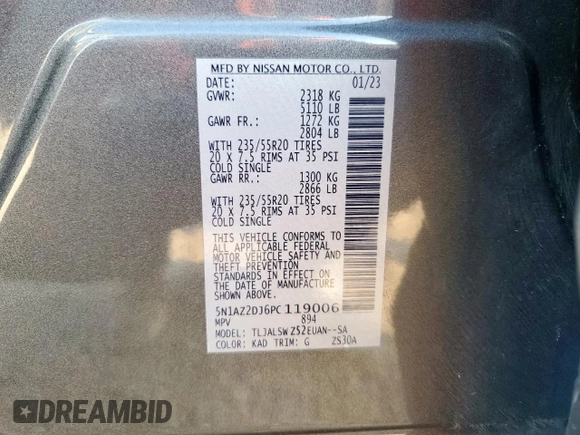 MFD BY NISSAN MOTOR CO., LTD.
DATE: 01/23
GVWR: 2318 KG
5110 LB
GAWR FR.: 1272 KG
2804 LB
WITH 235/55R20 TIRES
20 X 7.5 RIMS AT 35 PSI
COLD SINGLE
GAWR RR.: 1300 KG
2866 LB
WITH 235/55R20 TIRES
20 X 7.5 RIMS AT 35 PSI
COLD SINGLE
THIS VEHICLE CONFORMS TO
ALL APPLICABLE FEDERAL
MOTOR VEHICLE SAFETY AND
THEFT PREVENTION
STANDARDS IN EFFECT ON
THE DATE OF MANUFACTURE
SHOWN ABOVE.
5N1AZ2DJ6PC119006
MPV 894
MODEL: TLJALSWZS2EUAN--SA
COLOR: KAD TRIM: G ZS30A
DREAMBID